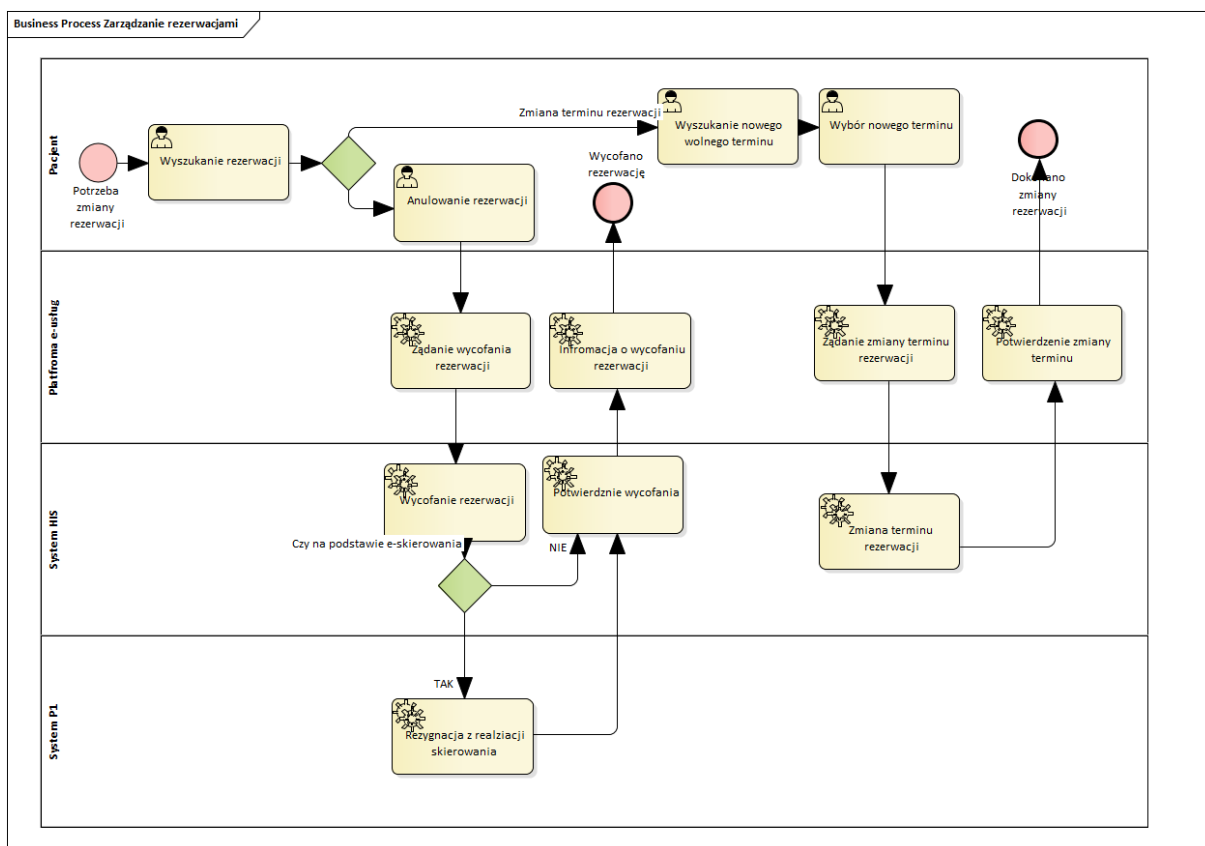 Business Process Zarządzanie rezerwacjami
Pacjent
Potrzeba
zmiany
rezerwacji
Wyszukanie rezerwacji
Zmiana terminu rezerwacji
Anulowanie rezerwacji
Wycofano
rezerwację
Wyszukanie nowego
wolnego terminu
Wybór nowego terminu
Dokonano
zmiany
rezerwacji
Platfroma e-usług
Żądanie wycofania
rezerwacji
Infromacja o wycofaniu
rezerwacji
Żądanie zmiany terminu
rezerwacji
Potwierdzenie zmiany
terminu
System HIS
Wycofanie rezerwacji
Potwierdznie wycofania
Czy na podstawie e-skierowania
NIE
Zmiana terminu
rezerwacji
System P1
TAK
Rezygnacja z realziacji
skierowania